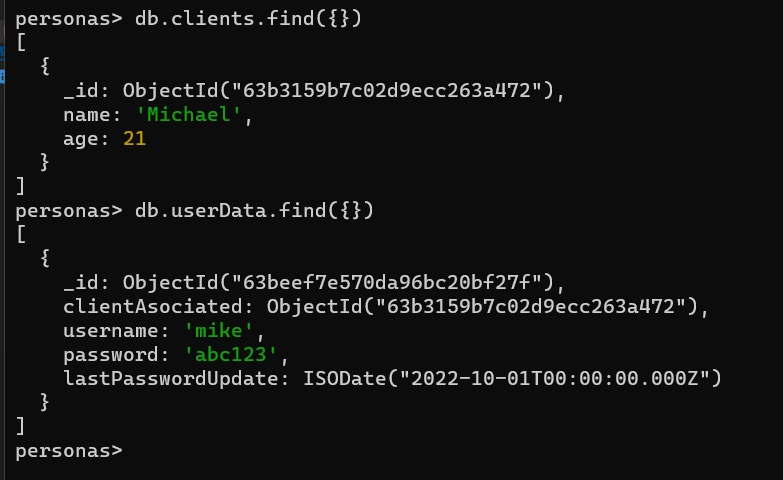 personas> db.clients.find({})
[
  {
    _id: ObjectId("63b3159b7c02d9ecc263a472"),
    name: 'Michael',
    age: 21
  }
]
personas> db.userData.find({})
[
  {
    _id: ObjectId("63beef7e570da96bc20bf27f"),
    clientAsociated: ObjectId("63b3159b7c02d9ecc263a472"),
    username: 'mike',
    password: 'abc123',
    lastPasswordUpdate: ISODate("2022-10-01T00:00:00.000Z")
  }
]
personas>